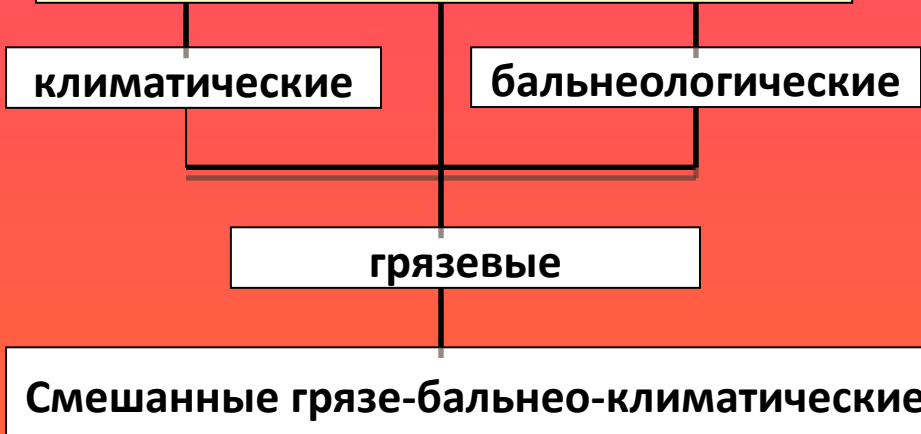 климатические
бальнеологические
грязевые
Смешанные грязе-бальнео-климатические